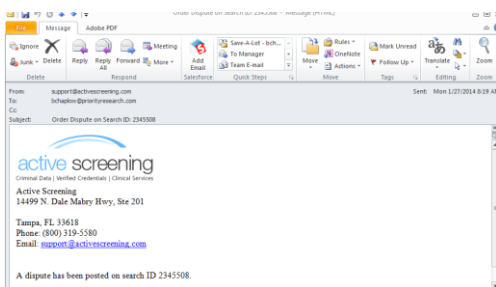 Order Dispute on Search ID: 2345508 - Message (HTML)
File Message Adobe PDF
Ignore Delete Reply Reply All Forward Meeting Add Email Save-A-Lot - bch... Move Rules Mark Unread Translate Zoom
Junk IM More To Manager OneNote Follow Up
Team E-mail Actions
Delete Respond Salesforce Quick Steps Move Tags Editing Zoom
From: support@activescreening.com Sent: Mon 1/27/2014 8:19 AM
To: bchaplow@priorityresearch.com
Cc:
Subject: Order Dispute on Search ID: 2345508
active screening
Criminal Data | Verified Credentials | Clinical Services
Active Screening
14499 N. Dale Mabry Hwy, Ste 201
Tampa, FL 33618
Phone: (800) 319-5580
Email: support@activescreening.com
A dispute has been posted on search ID 2345508.